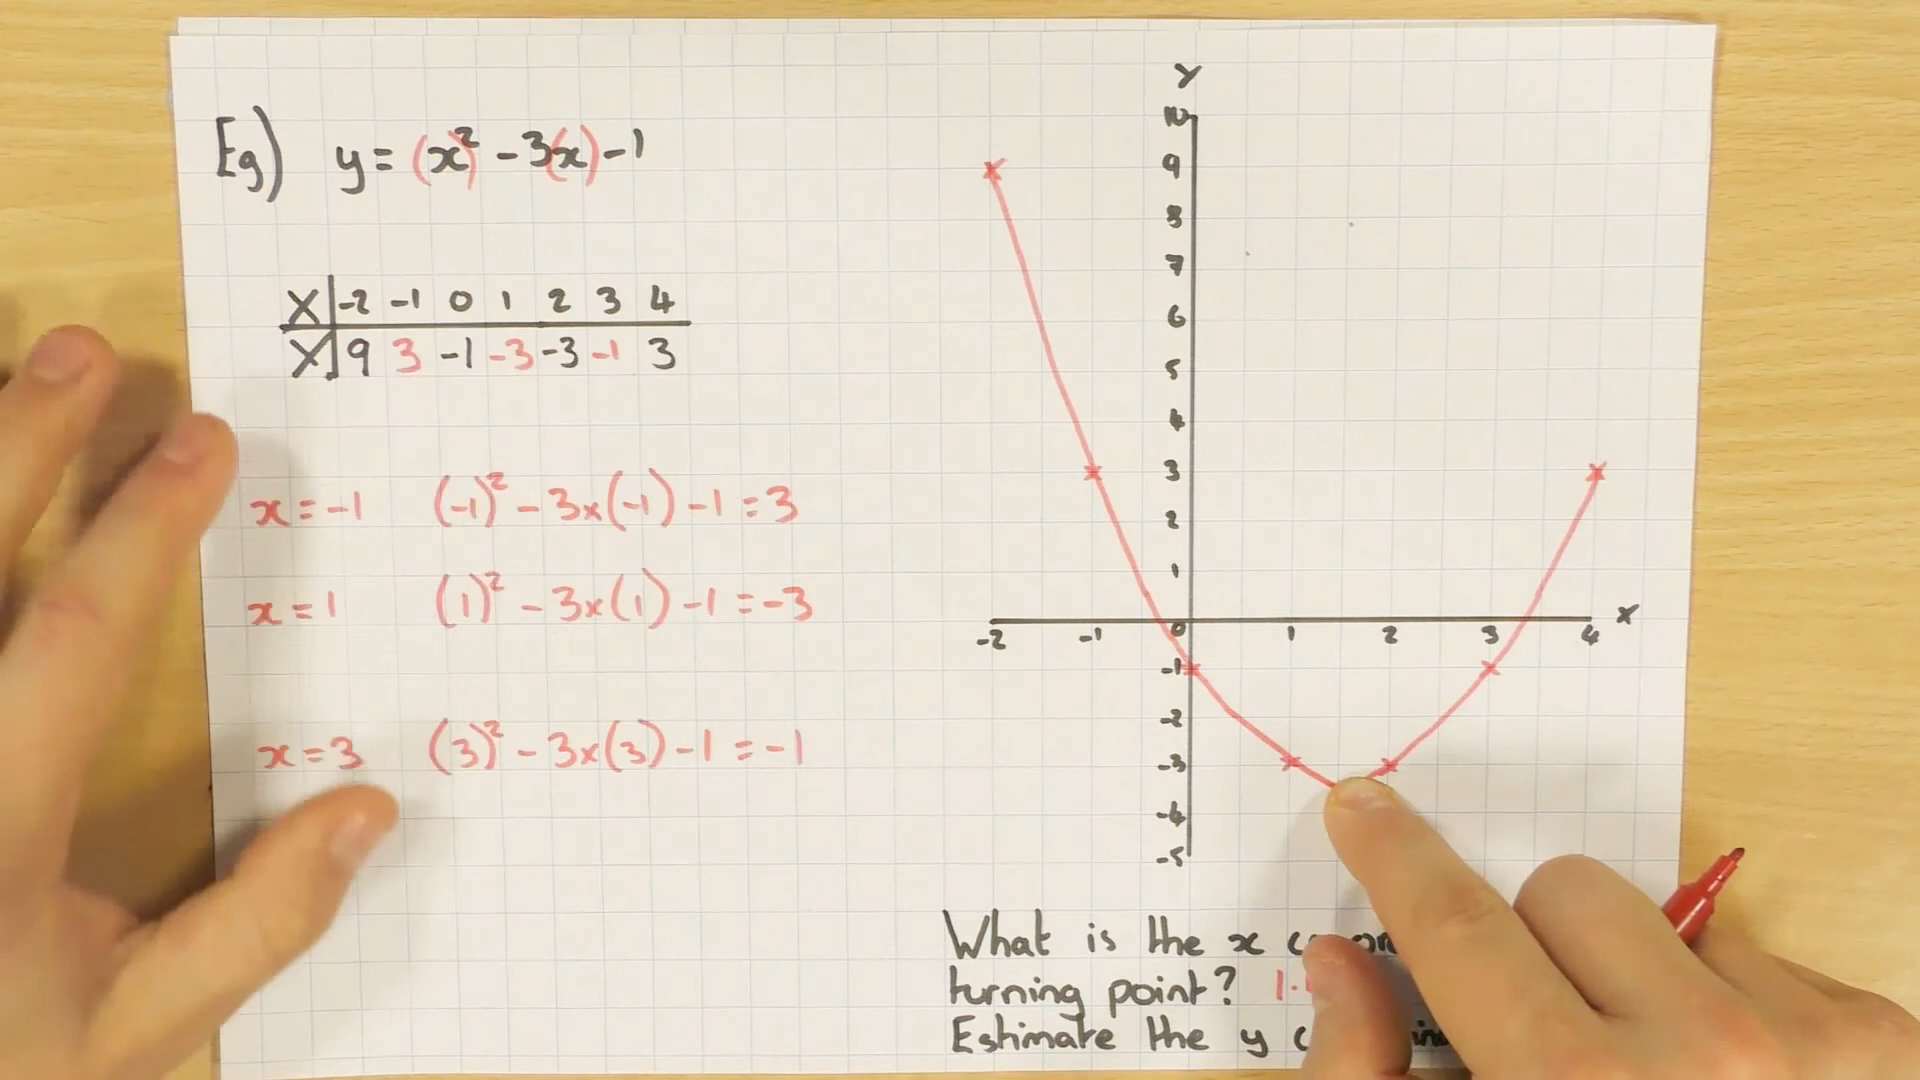 Eg) y = (x)² - 3(x) - 1
X | -2 -1 0 1 2 3 4
Y | 9 3 -1 -3 -3 -1 3
x = -1 (-1)² - 3x(-1) - 1 = 3
x = 1 (1)² - 3x(1) - 1 = -3
x = 3 (3)² - 3x(3) - 1 = -1
Y
10
9
8
7
6
5
4
3
2
1
-2 -1 0 1 2 3 4 X
-1
-2
-3
-4
-5
What is the x
turning point?
Estimate the y